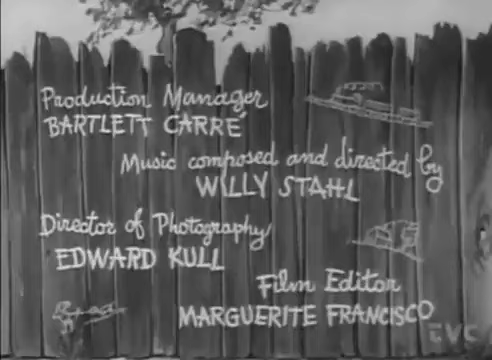 Production Manager
BARTLETT CARRÉ
Music composed and directed by
WILLY STAHL
Director of Photography
EDWARD KULL
Film Editor
MARGUERITE FRANCISCO
TVC